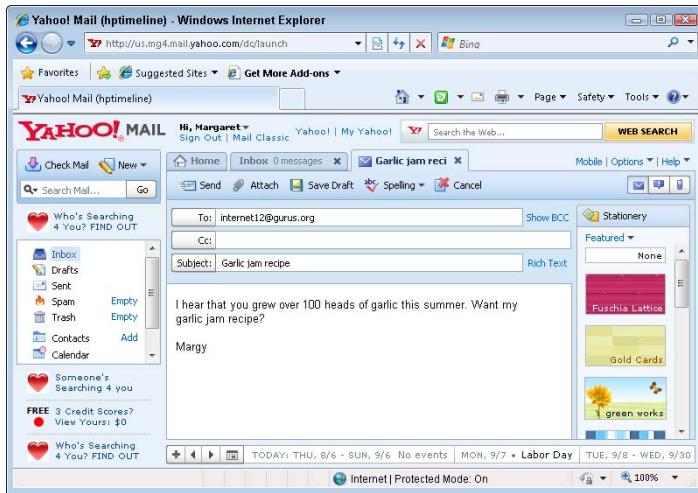 Yahoo! Mail (hptimeline) - Windows Internet Explorer
http://us.mg4.mail.yahoo.com/dc/launch
Bing
Favorites Suggested Sites Get More Add-ons
Yahoo! Mail (hptimeline)
Page Safety Tools
YAHOO! MAIL
Hi, Margaret
Sign Out | Mail Classic
Yahoo! | My Yahoo!
Search the Web...
WEB SEARCH
Check Mail New
Home Inbox 0 messages x Garlic jam reci x
Mobile | Options | Help
Search Mail... Go
Send Attach Save Draft Spelling Cancel
Who's Searching
4 You? FIND OUT
To: internet12@gurus.org Show BCC
Cc:
Subject: Garlic jam recipe Rich Text
Stationery
Featured
None
Fuschia Lattice
Gold Cards
green works
Inbox
Drafts
Sent
Spam Empty
Trash Empty
Contacts Add
Calendar
I hear that you grew over 100 heads of garlic this summer. Want my
garlic jam recipe?
Margy
Someone's
Searching 4 you
FREE 3 Credit Scores?
View Yours: $0
Who's Searching
4 You? FIND OUT
TODAY: THU, 8/6 - SUN, 9/6 No events MON, 9/7 • Labor Day TUE, 9/8 - WED, 9/30
Internet | Protected Mode: On
100%